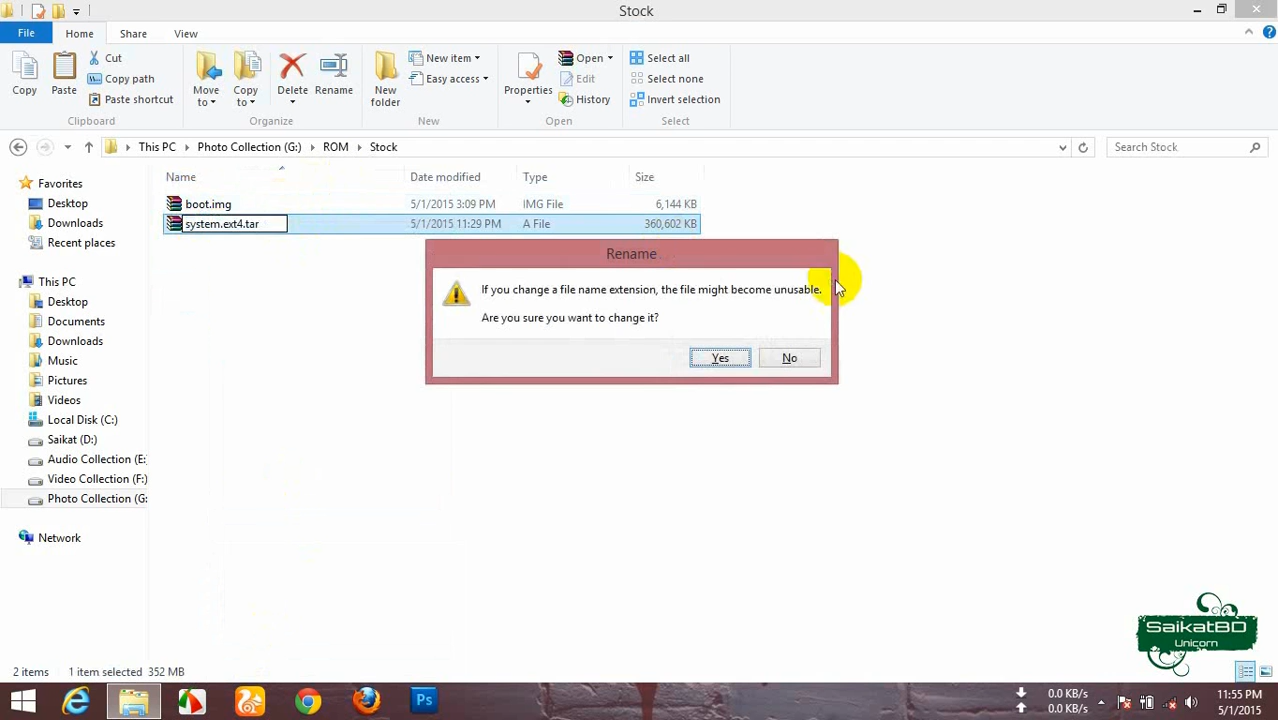 Stock
File Home Share View
Copy
Paste
Cut
Copy path
Paste shortcut
Clipboard
Move to
Copy to
Delete
Rename
Organize
New folder
New item
Easy access
New
Properties
Open
Edit
History
Open
Select all
Select none
Invert selection
Select
This PC Photo Collection (G:) ROM Stock
Search Stock
Name Date modified Type Size
boot.img 5/1/2015 3:09 PM IMG File 6,144 KB
system.ext4.tar 5/1/2015 11:29 PM A File 360,602 KB
Favorites
Desktop
Downloads
Recent places
This PC
Desktop
Documents
Downloads
Music
Pictures
Videos
Local Disk (C:)
Saikat (D:)
Audio Collection (E:
Video Collection (F:)
Photo Collection (G:
Network
Rename
If you change a file name extension, the file might become unusable.
Are you sure you want to change it?
Yes No
SaikatBD
Unicorn
2 items 1 item selected 352 MB
Ps
0.0 KB/s
0.0 KB/s
11:55 PM
5/1/2015